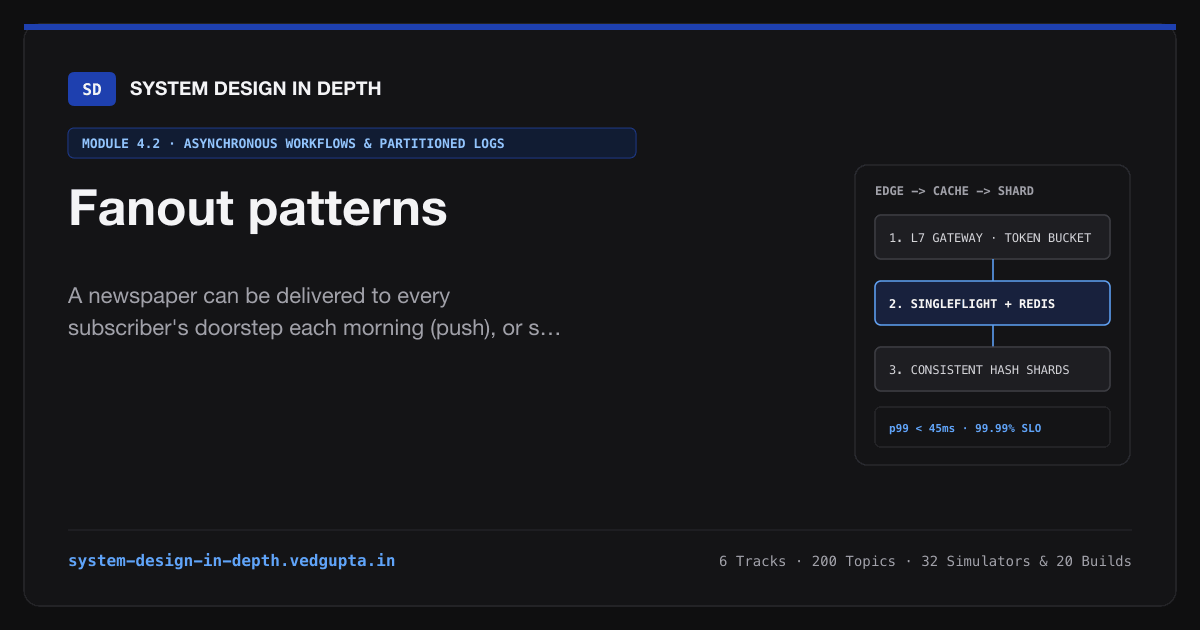 SD SYSTEM DESIGN IN DEPTH
MODULE 4.2 · ASYNCHRONOUS WORKFLOWS & PARTITIONED LOGS
Fanout patterns
A newspaper can be delivered to every
subscriber's doorstep each morning (push), or s…
EDGE —> CACHE —> SHARD
1. L7 GATEWAY · TOKEN BUCKET
2. SINGLEFLIGHT + REDIS
3. CONSISTENT HASH SHARDS
p99 < 45ms · 99.99% SLO
system-design-in-depth.vedgupta.in
6 Tracks · 200 Topics · 32 Simulators & 20 Builds